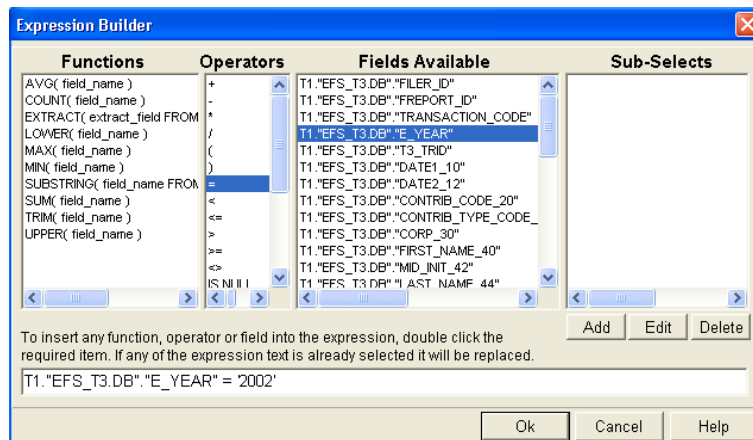 Expression Builder
Functions
Operators
Fields Available
Sub-Selects
AVG( field_name )
COUNT( field_name )
EXTRACT( extract_field FROM
LOWER( field_name )
MAX( field_name )
MIN( field_name )
SUBSTRING( field_name FROM
SUM( field_name )
TRIM( field_name )
UPPER( field_name )
+
-
*
/
(
)
=
<
<=
>
>=
<>
IS NULL
T1."EFS_T3.DB"."FILER_ID"
T1."EFS_T3.DB"."FREPORT_ID"
T1."EFS_T3.DB"."TRANSACTION_CODE"
T1."EFS_T3.DB"."E_YEAR"
T1."EFS_T3.DB"."T3_TRID"
T1."EFS_T3.DB"."DATE1_10"
T1."EFS_T3.DB"."DATE2_12"
T1."EFS_T3.DB"."CONTRIB_CODE_20"
T1."EFS_T3.DB"."CONTRIB_TYPE_CODE_
T1."EFS_T3.DB"."CORP_30"
T1."EFS_T3.DB"."FIRST_NAME_40"
T1."EFS_T3.DB"."MID_INIT_42"
T1."EFS_T3.DB"."LAST_NAME_44"
Add
Edit
Delete
To insert any function, operator or field into the expression, double click the
required item. If any of the expression text is already selected it will be replaced.
T1."EFS_T3.DB"."E_YEAR" = '2002'
Ok
Cancel
Help